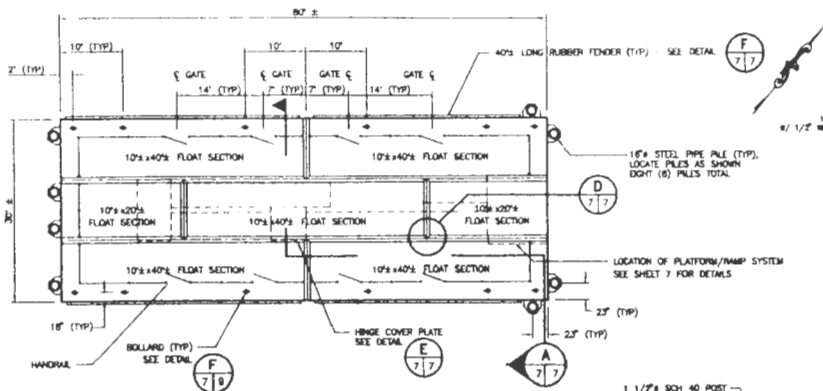 80' ±
10' (TYP)
10'
10'
40'± LONG RUBBER FENDER (TYP) SEE DETAIL
F
7 7
2' (TYP)
℄ GATE
℄ GATE
GATE ℄
GATE ℄
14' (TYP)
7' (TYP)
7'
14' (TYP)
W/ 1/2"
10'± x40'± FLOAT SECTION
10'± x40'± FLOAT SECTION
16"ø STEEL PIPE PILE (TYP),
LOCATE PILES AS SHOWN
EIGHT (8) PILES TOTAL
30' ±
D
7 7
10'± x20'±
FLOAT SECTION
10'± x40'± FLOAT SECTION
10'± x20'±
FLOAT SECTION
LOCATION OF PLATFORM/RAMP SYSTEM
SEE SHEET 7 FOR DETAILS
10'± x40'± FLOAT SECTION
10'± x40'± FLOAT SECTION
18" (TYP)
23" (TYP)
23" (TYP)
HANDRAIL
BOLLARD (TYP)
SEE DETAIL
F
7 9
HINGE COVER PLATE
SEE DETAIL
E
7 7
A
7 7
1 1/2"ø SCH 40 POST